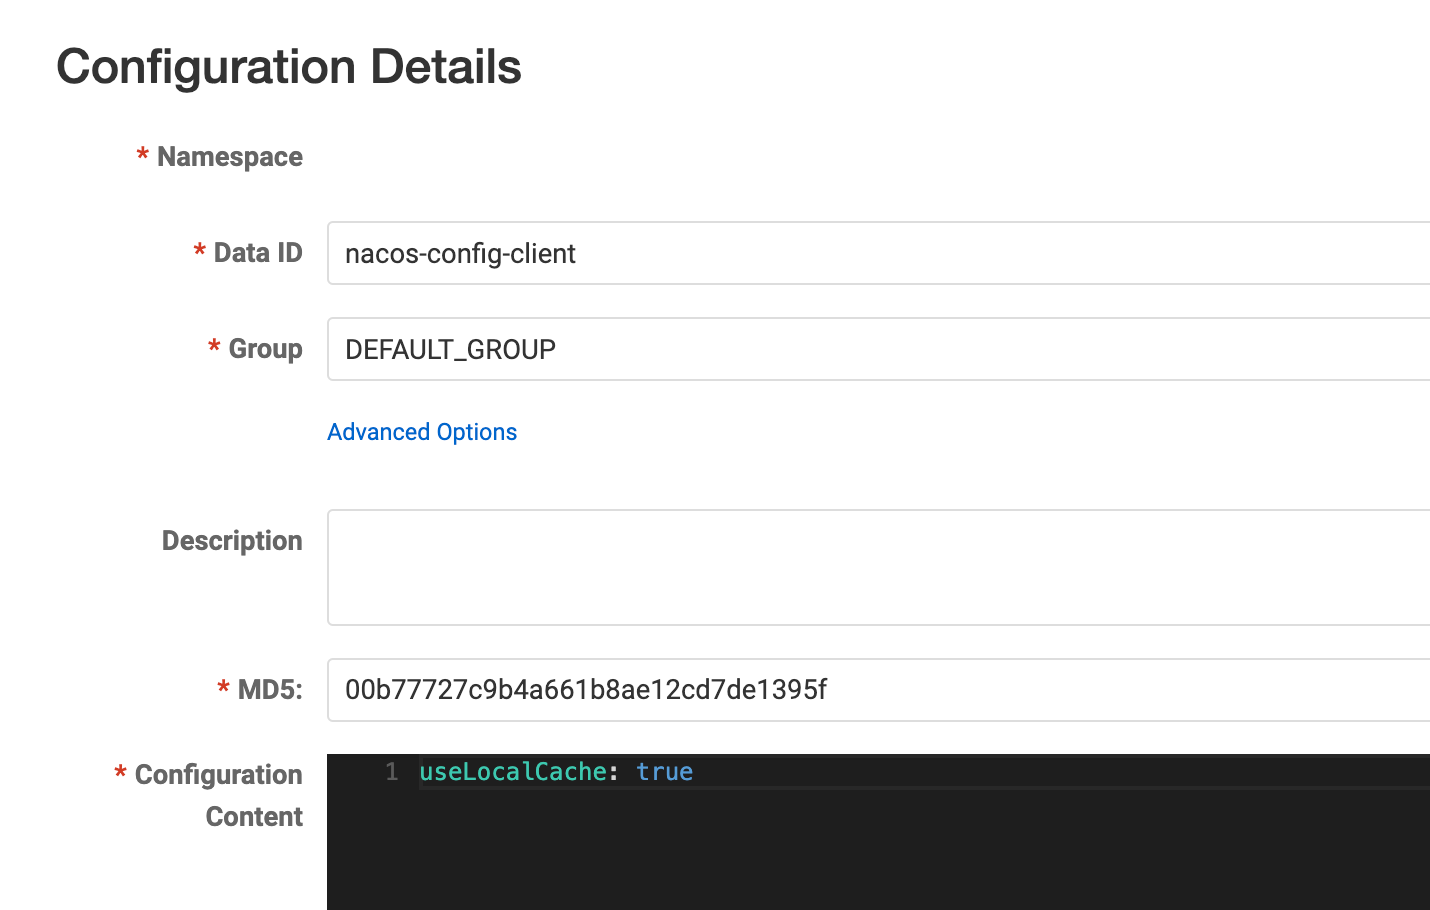 Configuration Details
* Namespace
* Data ID nacos-config-client
* Group DEFAULT_GROUP
Advanced Options
Description
* MD5: 00b77727c9b4a661b8ae12cd7de1395f
* Configuration Content
1 useLocalCache: true